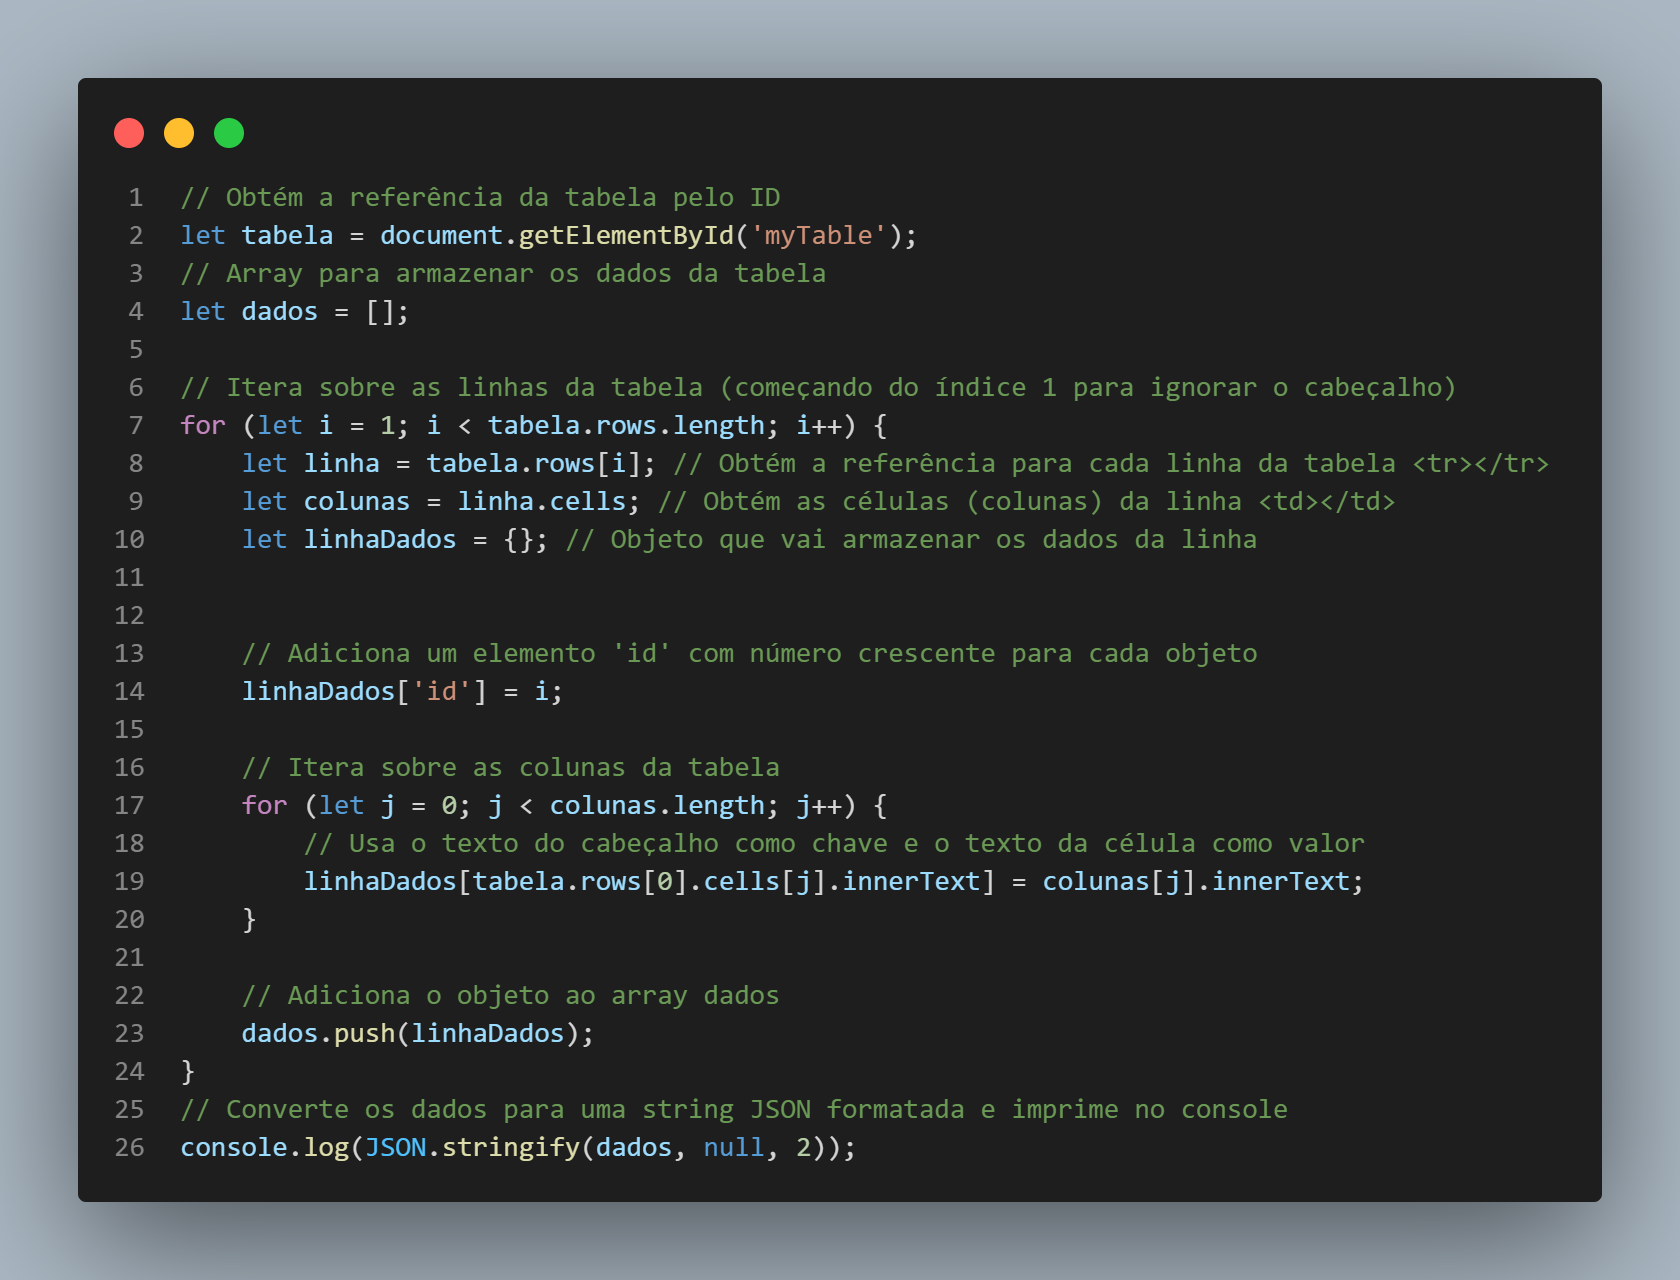 1 // Obtém a referência da tabela pelo ID
2 let tabela = document.getElementById('myTable');
3 // Array para armazenar os dados da tabela
4 let dados = [];
5
6 // Itera sobre as linhas da tabela (começando do índice 1 para ignorar o cabeçalho)
7 for (let i = 1; i < tabela.rows.length; i++) {
8     let linha = tabela.rows[i]; // Obtém a referência para cada linha da tabela <tr></tr>
9     let colunas = linha.cells; // Obtém as células (colunas) da linha <td></td>
10     let linhaDados = {}; // Objeto que vai armazenar os dados da linha
11
12
13     // Adiciona um elemento 'id' com número crescente para cada objeto
14     linhaDados['id'] = i;
15
16     // Itera sobre as colunas da tabela
17     for (let j = 0; j < colunas.length; j++) {
18         // Usa o texto do cabeçalho como chave e o texto da célula como valor
19         linhaDados[tabela.rows[0].cells[j].innerText] = colunas[j].innerText;
20     }
21
22     // Adiciona o objeto ao array dados
23     dados.push(linhaDados);
24 }
25 // Converte os dados para uma string JSON formatada e imprime no console
26 console.log(JSON.stringify(dados, null, 2));